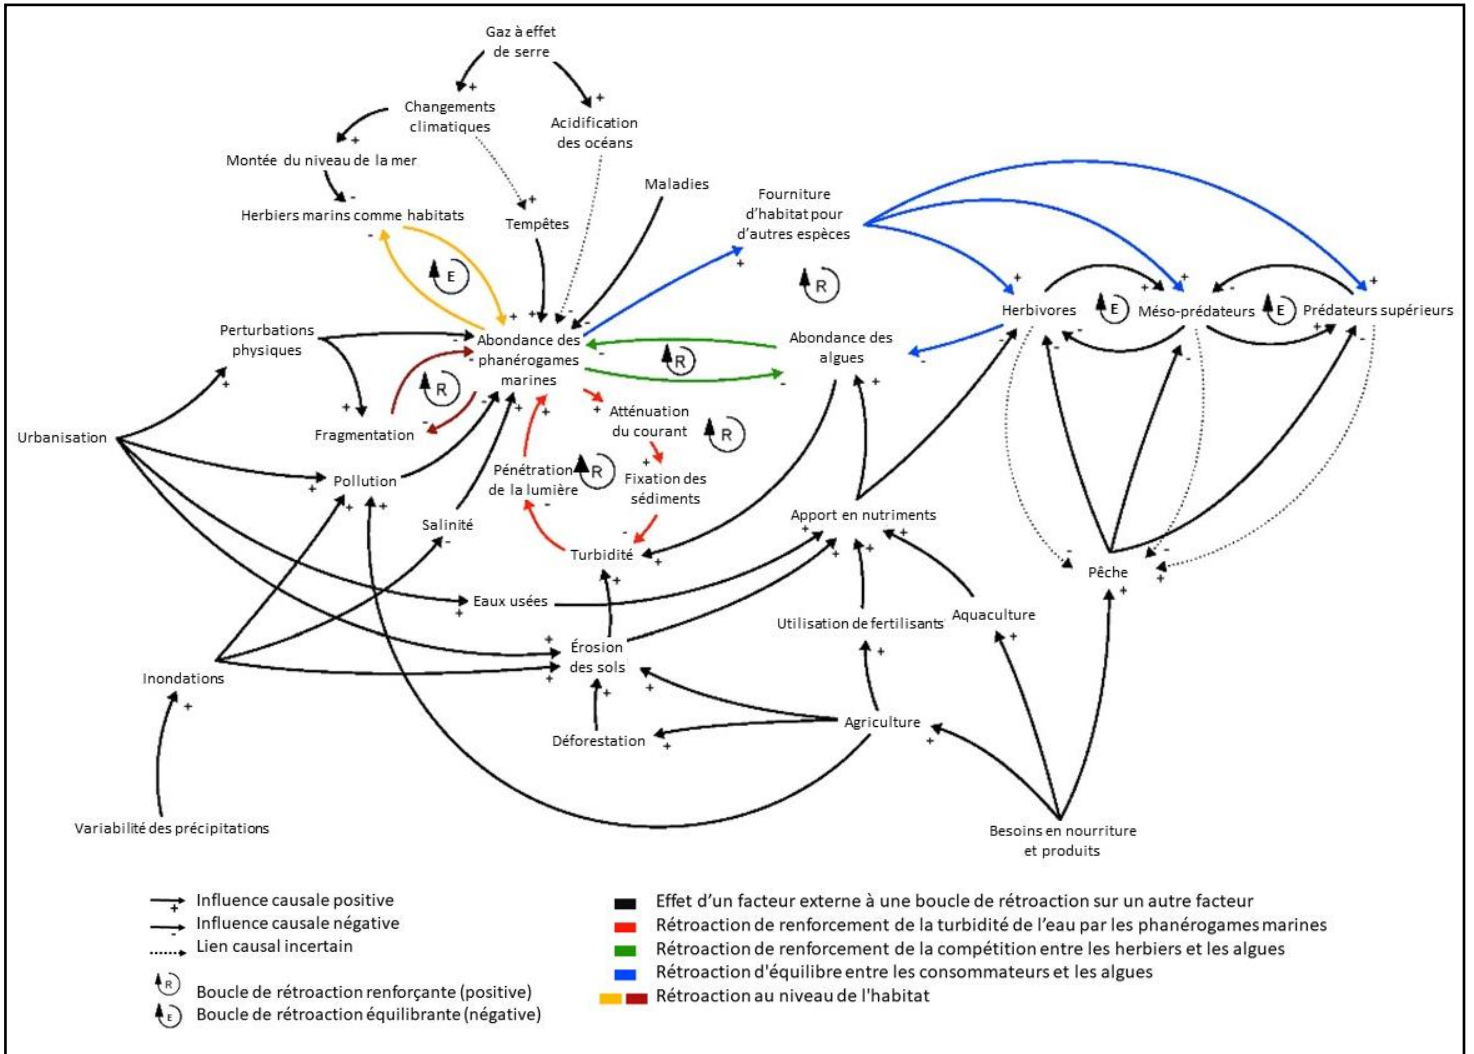 Gaz à effet
de serre
Changements
climatiques
Acidification
des océans
Montée du niveau de la mer
Maladies
Fourniture
d'habitat pour
d'autres espèces
Herbiers marins comme habitats
Tempêtes
E
R
Perturbations
physiques
Abondance des
phanérogames
marines
R
Abondance des
algues
Herbivores
E
Méso-prédateurs
E
Prédateurs supérieurs
R
Atténuation
du courant
R
Urbanisation
Fragmentation
Pollution
Pénétration
de la lumière
R
Fixation des
sédiments
Salinité
Apport en nutriments
Turbidité
Pêche
Eaux usées
Utilisation de fertilisants
Aquaculture
Érosion
des sols
Inondations
Déforestation
Agriculture
Variabilité des précipitations
Besoins en nourriture
et produits
+ Influence causale positive
- Influence causale négative
Lien causal incertain
R Boucle de rétroaction renforçante (positive)
E Boucle de rétroaction équilibrante (négative)
Effet d'un facteur externe à une boucle de rétroaction sur un autre facteur
Rétroaction de renforcement de la turbidité de l'eau par les phanérogames marines
Rétroaction de renforcement de la compétition entre les herbiers et les algues
Rétroaction d'équilibre entre les consommateurs et les algues
Rétroaction au niveau de l'habitat